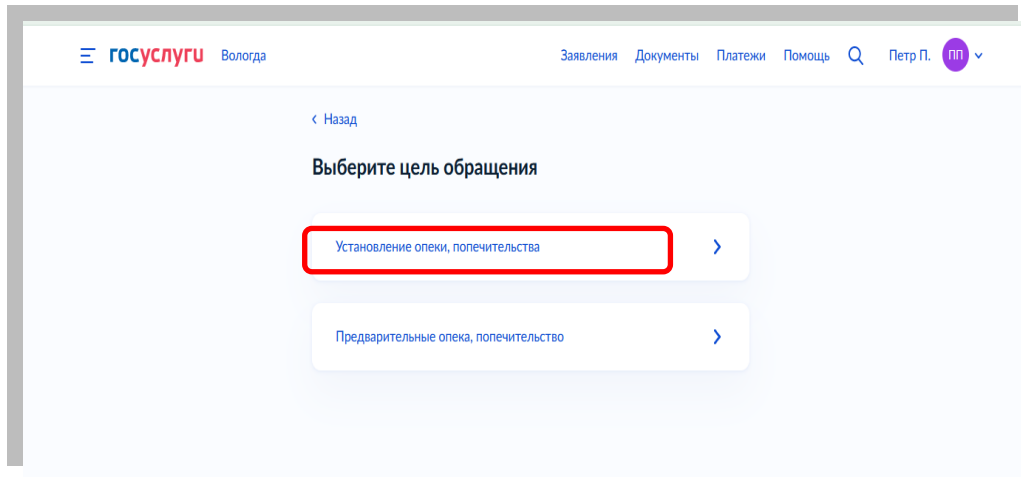 госуслуги Вологда Заявления Документы Платежи Помощь Петр П. ПП
Назад
Выберите цель обращения
Установление опеки, попечительства
Предварительные опека, попечительство